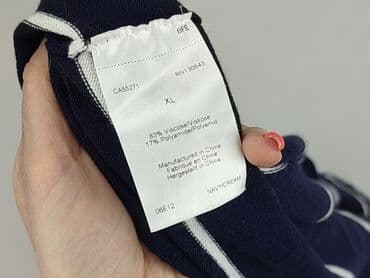 BFE
CA55271 RN130543
XL
83% Viscose/Viskose
17% Polyamide/Polyamid
Manufactured in China
Fabrique en Chine
Hergestellt in China
06E12 NAVY/CREAM